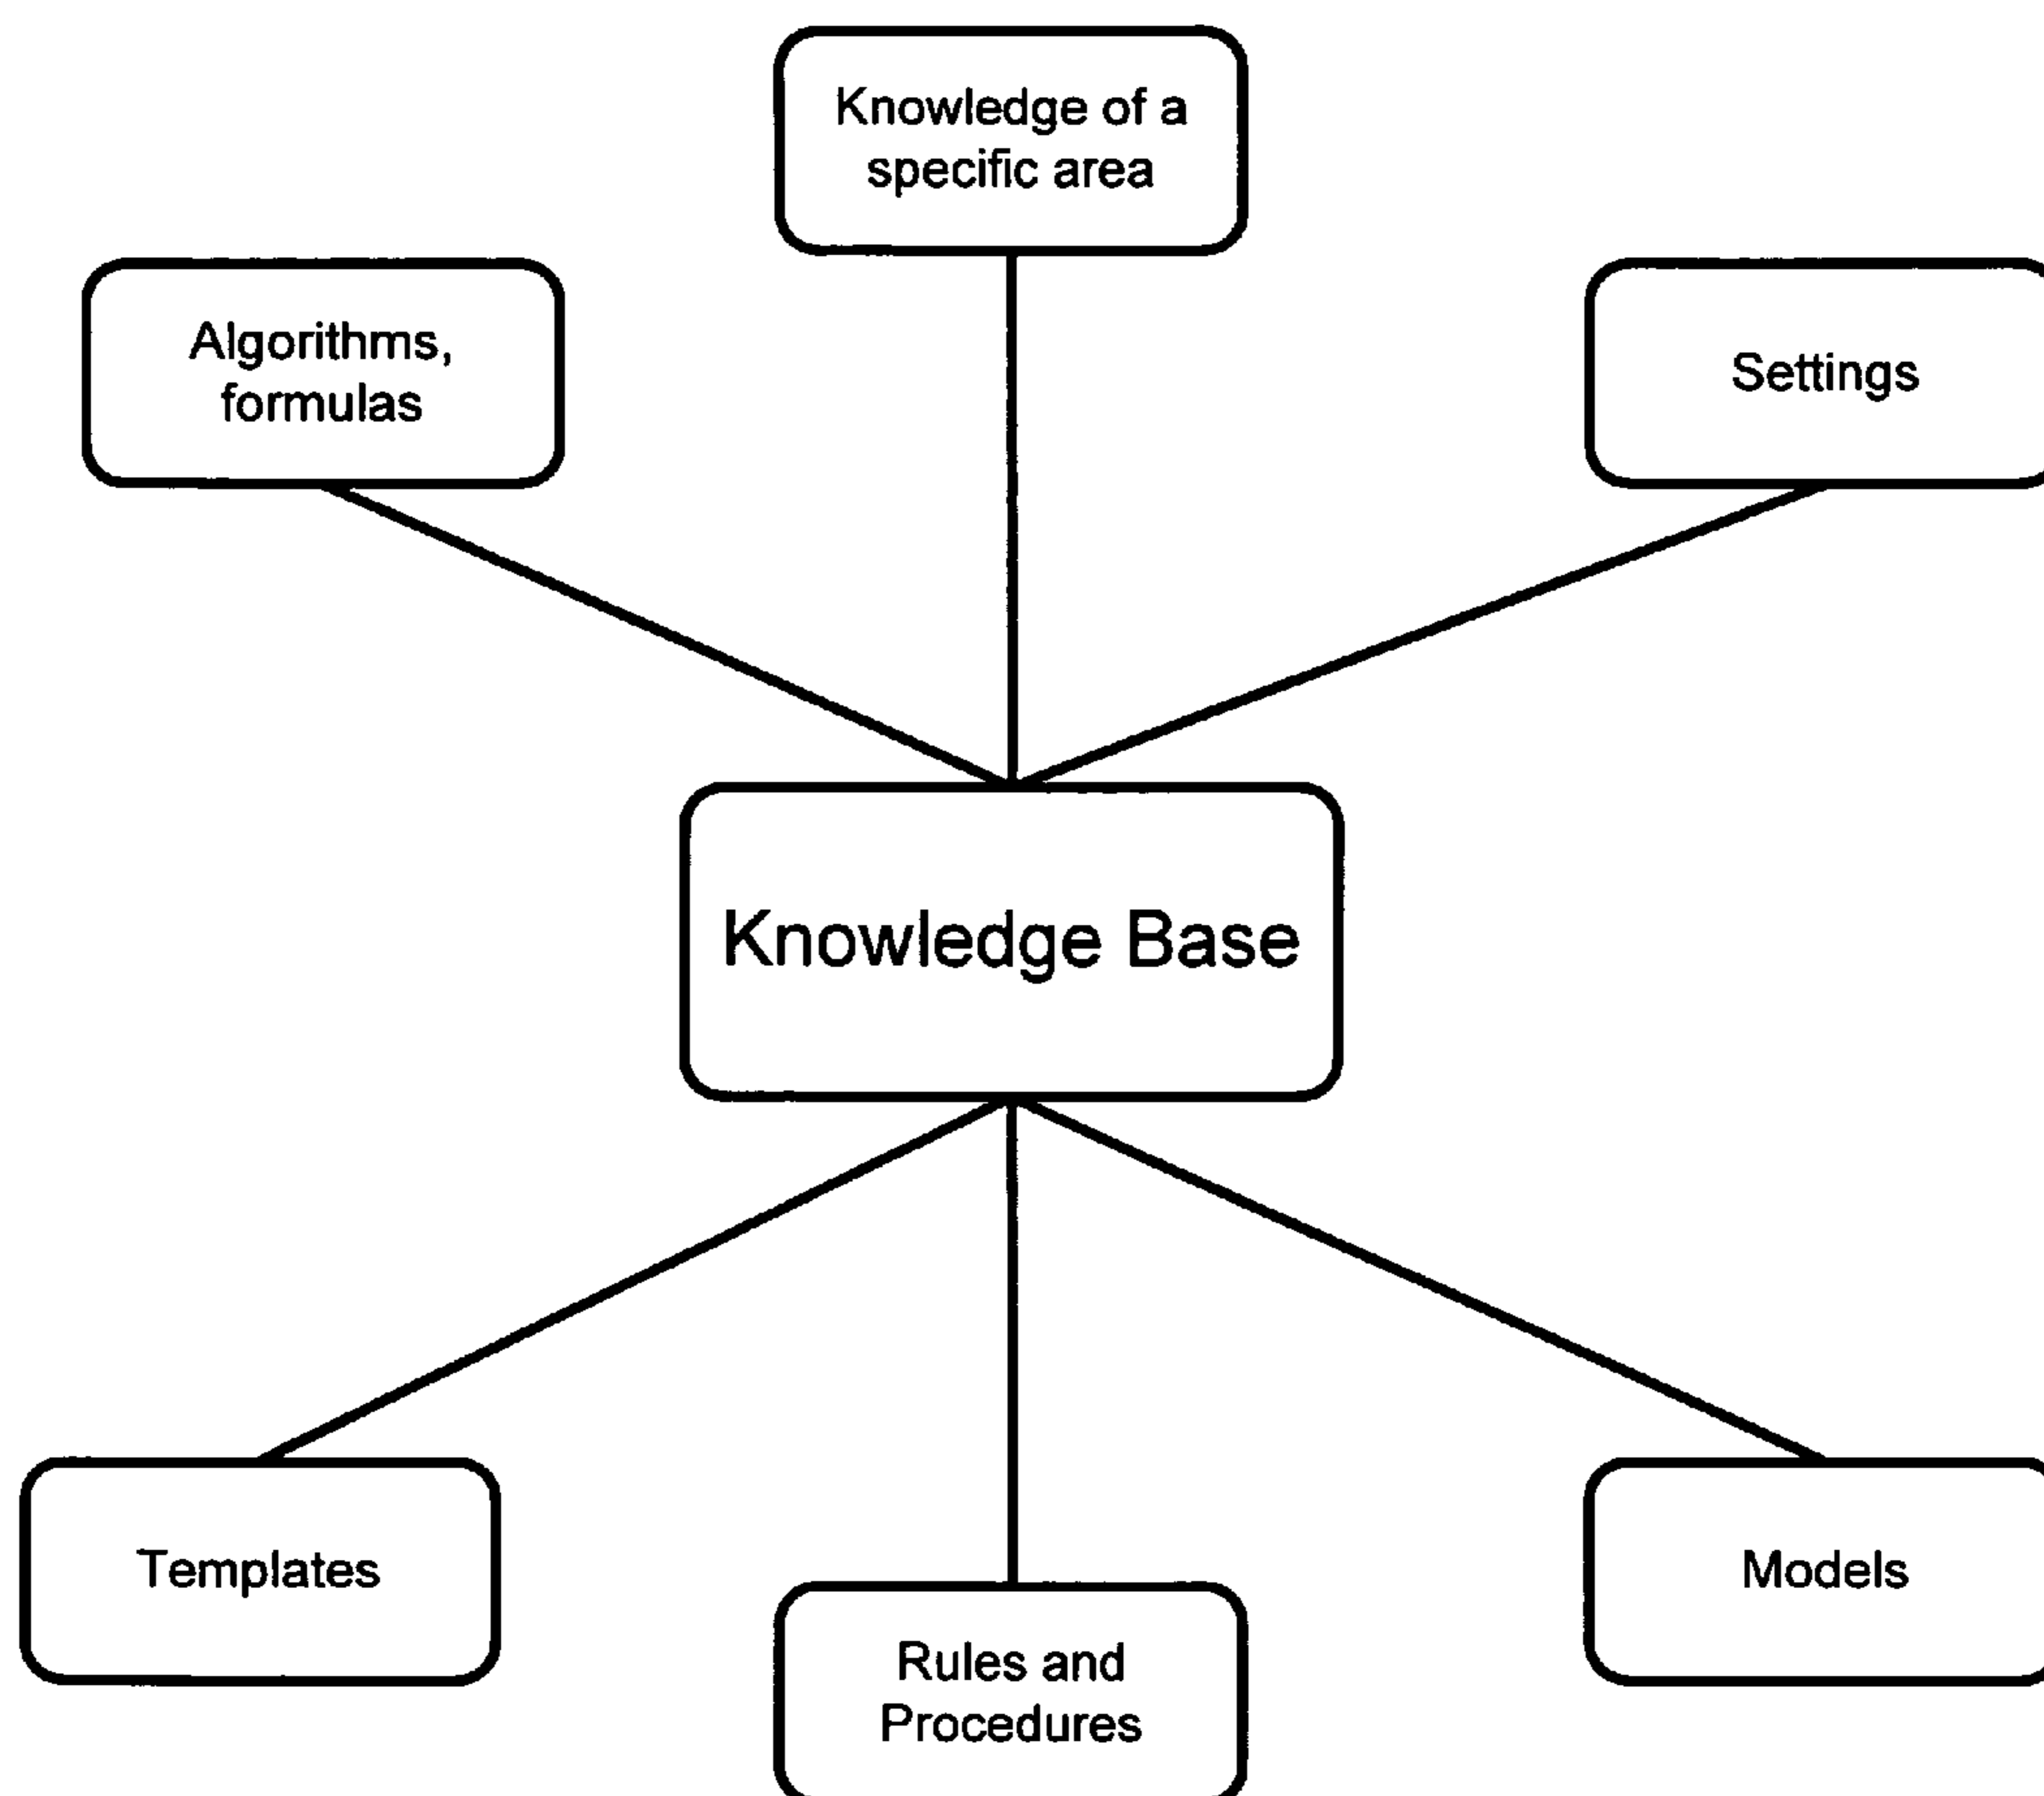 Knowledge of a
specific area
Algorithms,
formulas
Settings
Knowledge Base
Templates
Models
Rules and
Procedures